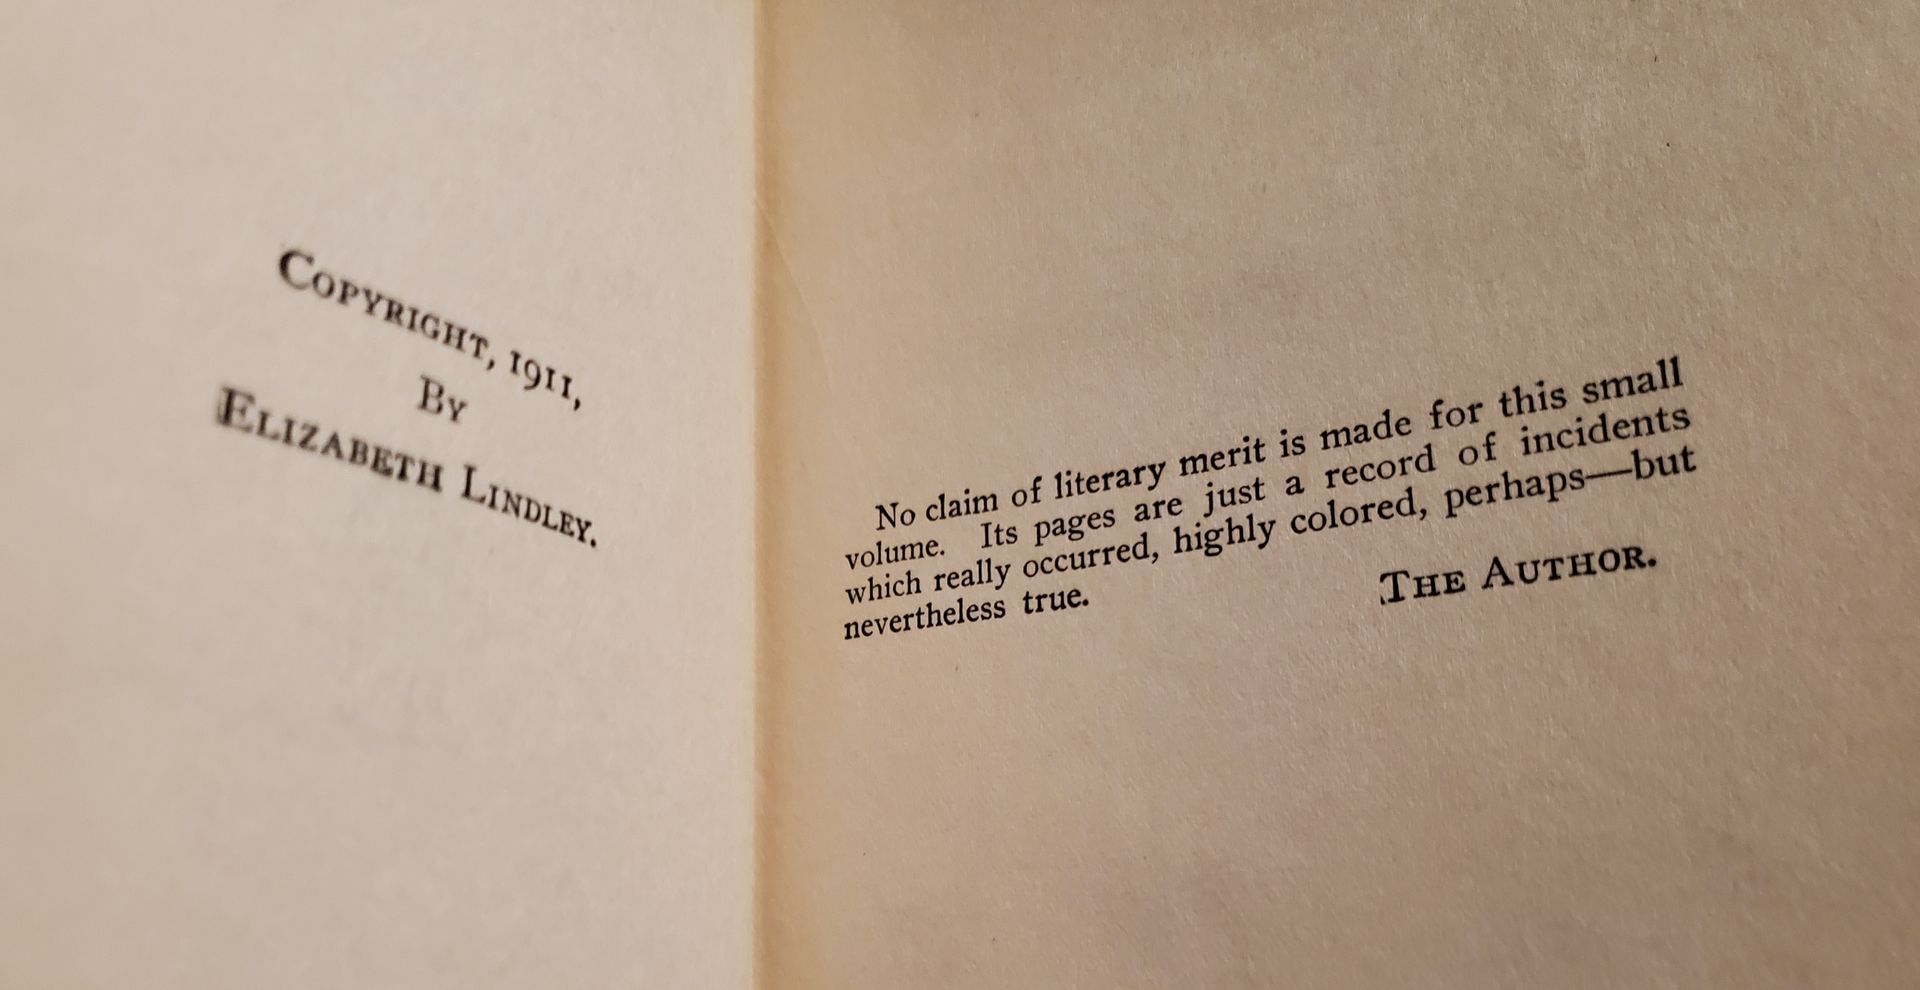 Copyright, 1911,
By
Elizabeth Lindley.
No claim of literary merit is made for this small
volume. Its pages are just a record of incidents
which really occurred, highly colored, perhaps—but
nevertheless true.
The Author.